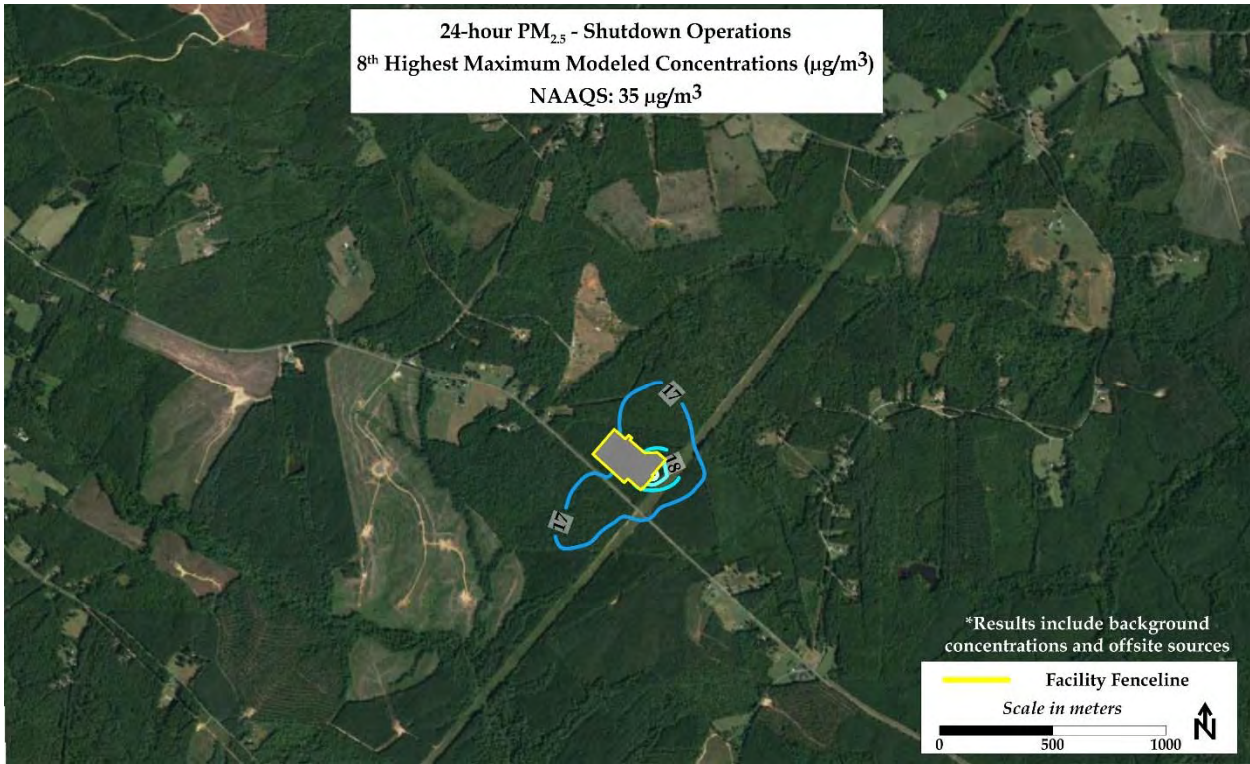 24-hour PM₂.₅ - Shutdown Operations
8ᵗʰ Highest Maximum Modeled Concentrations (µg/m³)
NAAQS: 35 µg/m³
17
18
17
*Results include background
concentrations and offsite sources
Facility Fenceline
Scale in meters
N
0 500 1000